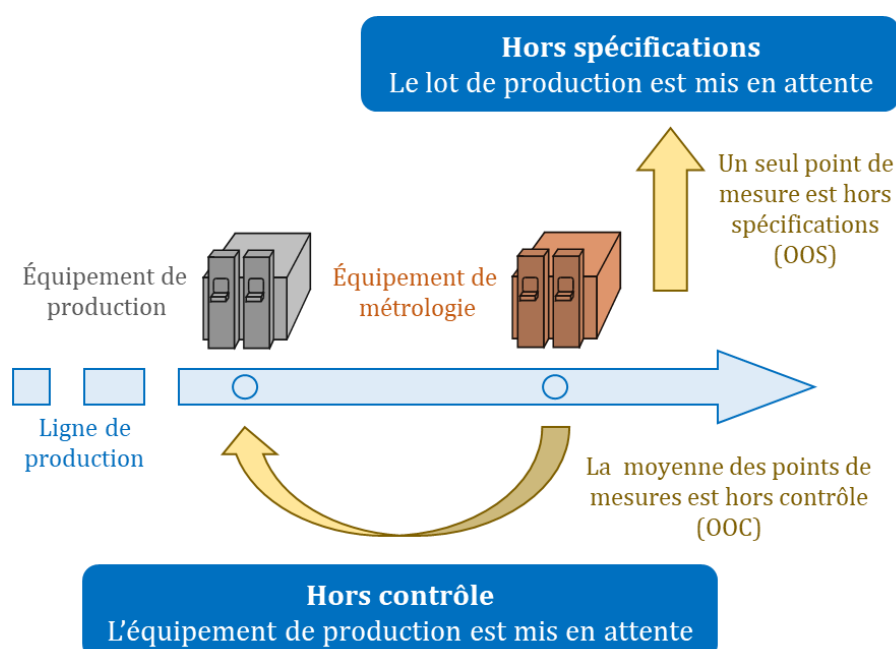 Hors spécifications
Le lot de production est mis en attente
Un seul point de
mesure est hors
spécifications
(OOS)
Équipement de
production
Équipement de
métrologie
Ligne de
production
La moyenne des points de
mesures est hors contrôle
(OOC)
Hors contrôle
L'équipement de production est mis en attente